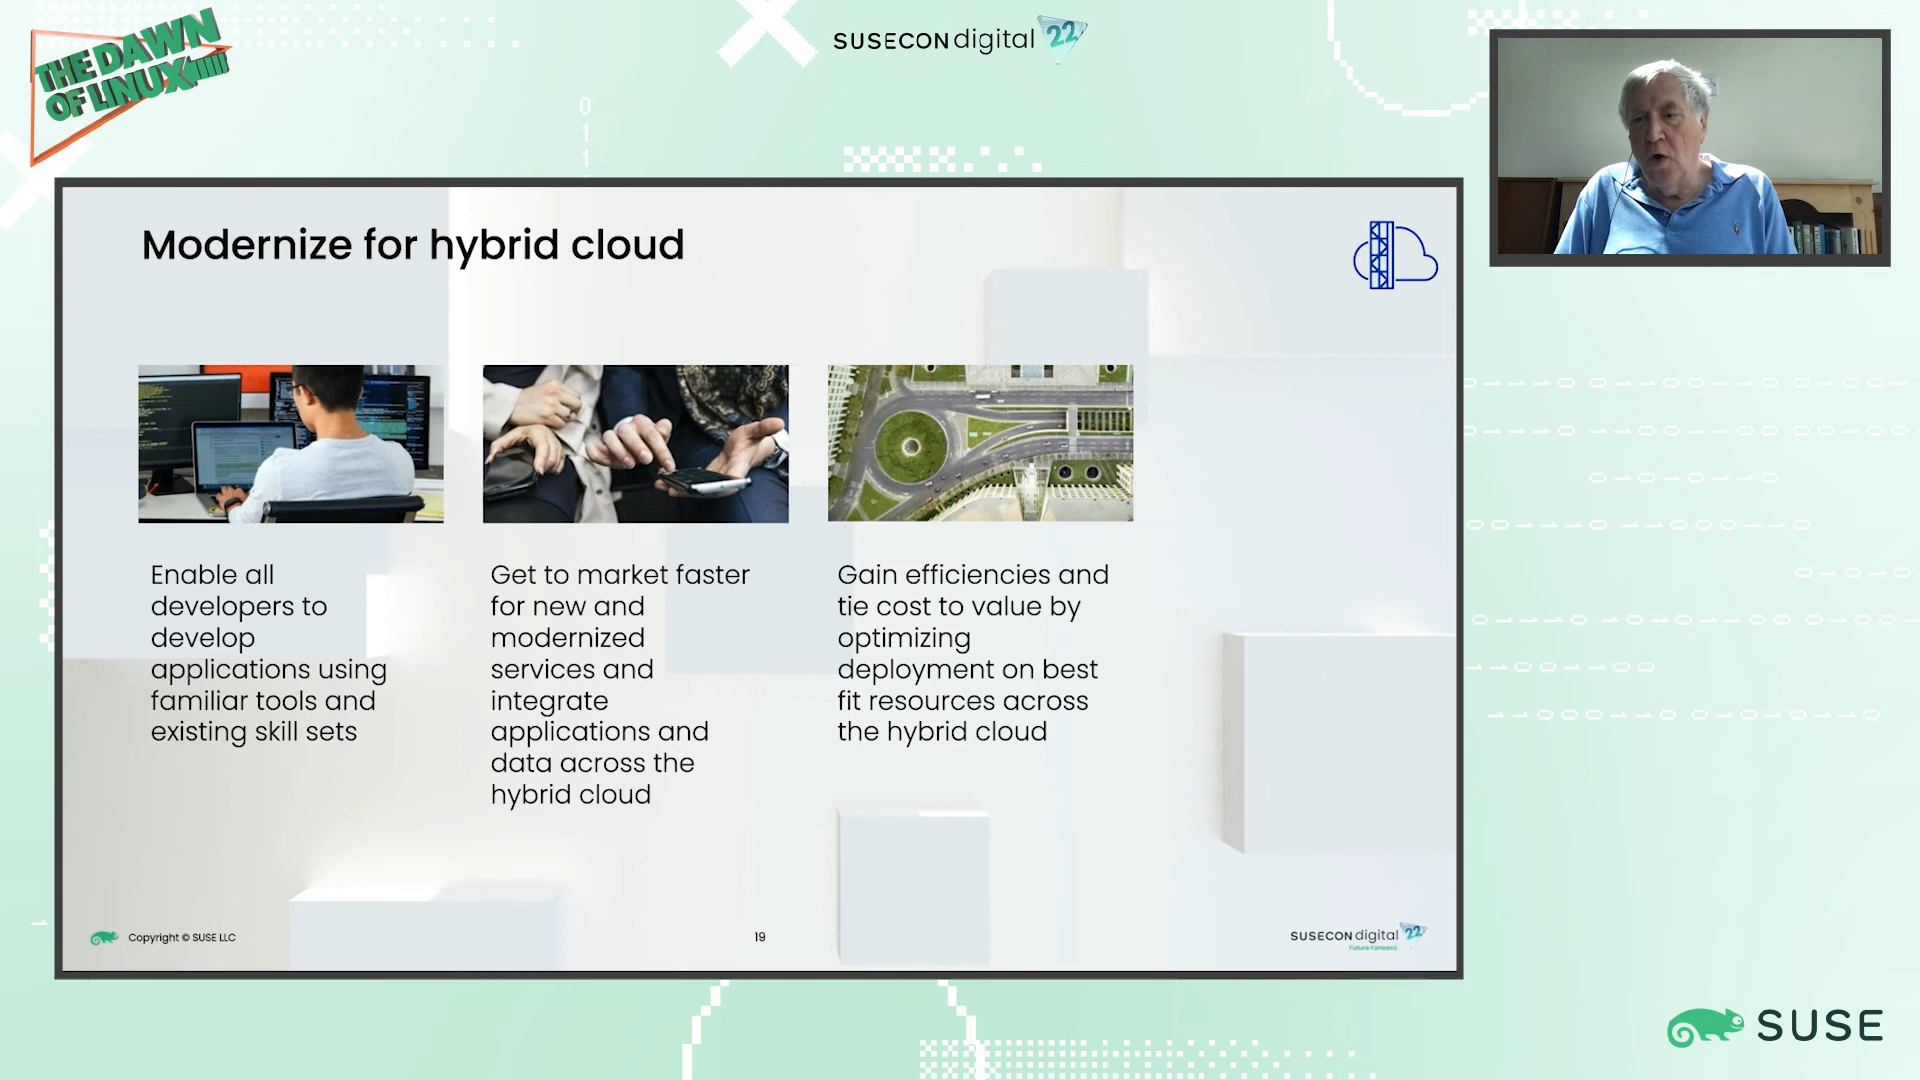 THE DAWN
OF LINUX
SUSECON digital 22
Modernize for hybrid cloud
Enable all
developers to
develop
applications using
familiar tools and
existing skill sets
Get to market faster
for new and
modernized
services and
integrate
applications and
data across the
hybrid cloud
Gain efficiencies and
tie cost to value by
optimizing
deployment on best
fit resources across
the hybrid cloud
Copyright © SUSE LLC
19
SUSECON digital 22
Future Forward.
SUSE